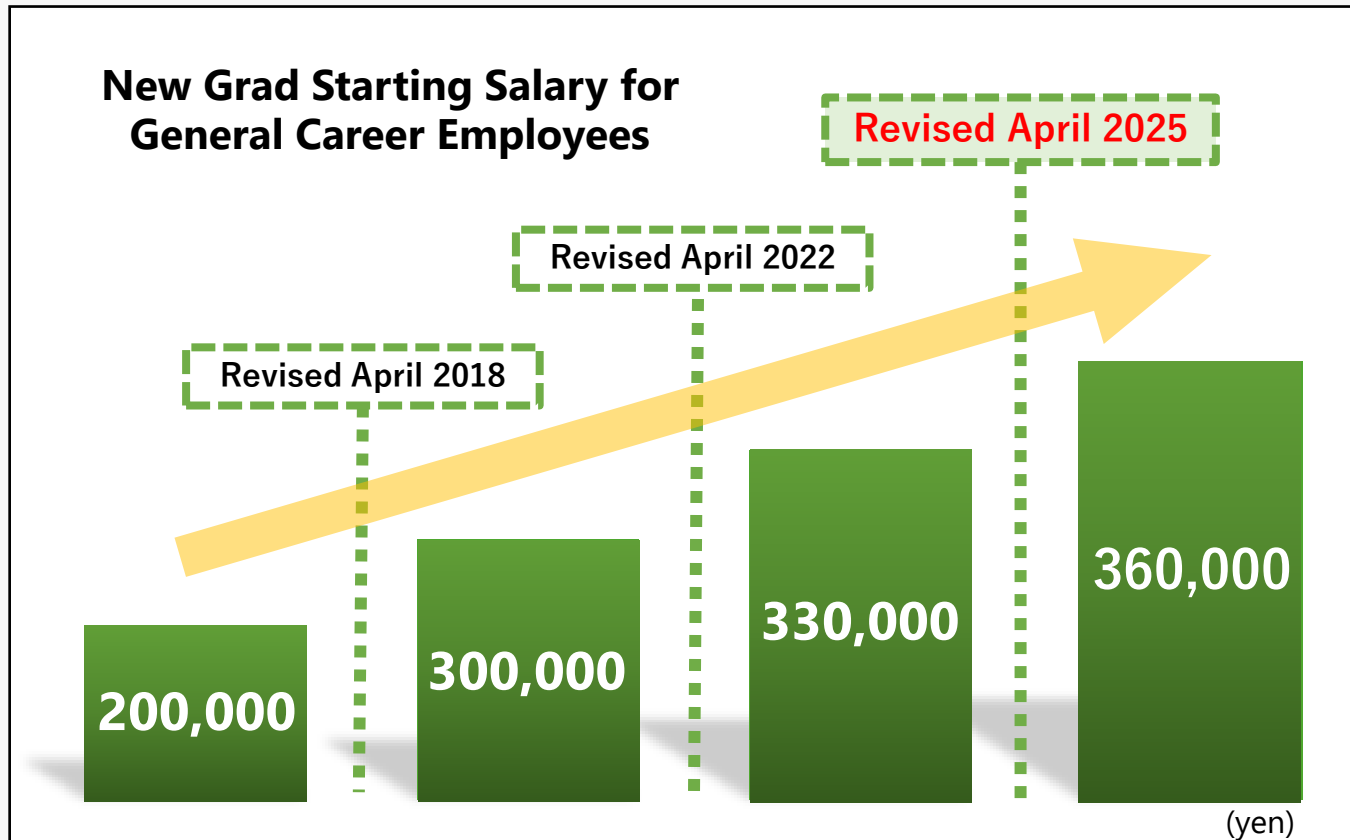 New Grad Starting Salary for
General Career Employees
Revised April 2025
Revised April 2022
Revised April 2018
200,000
300,000
330,000
360,000
(yen)